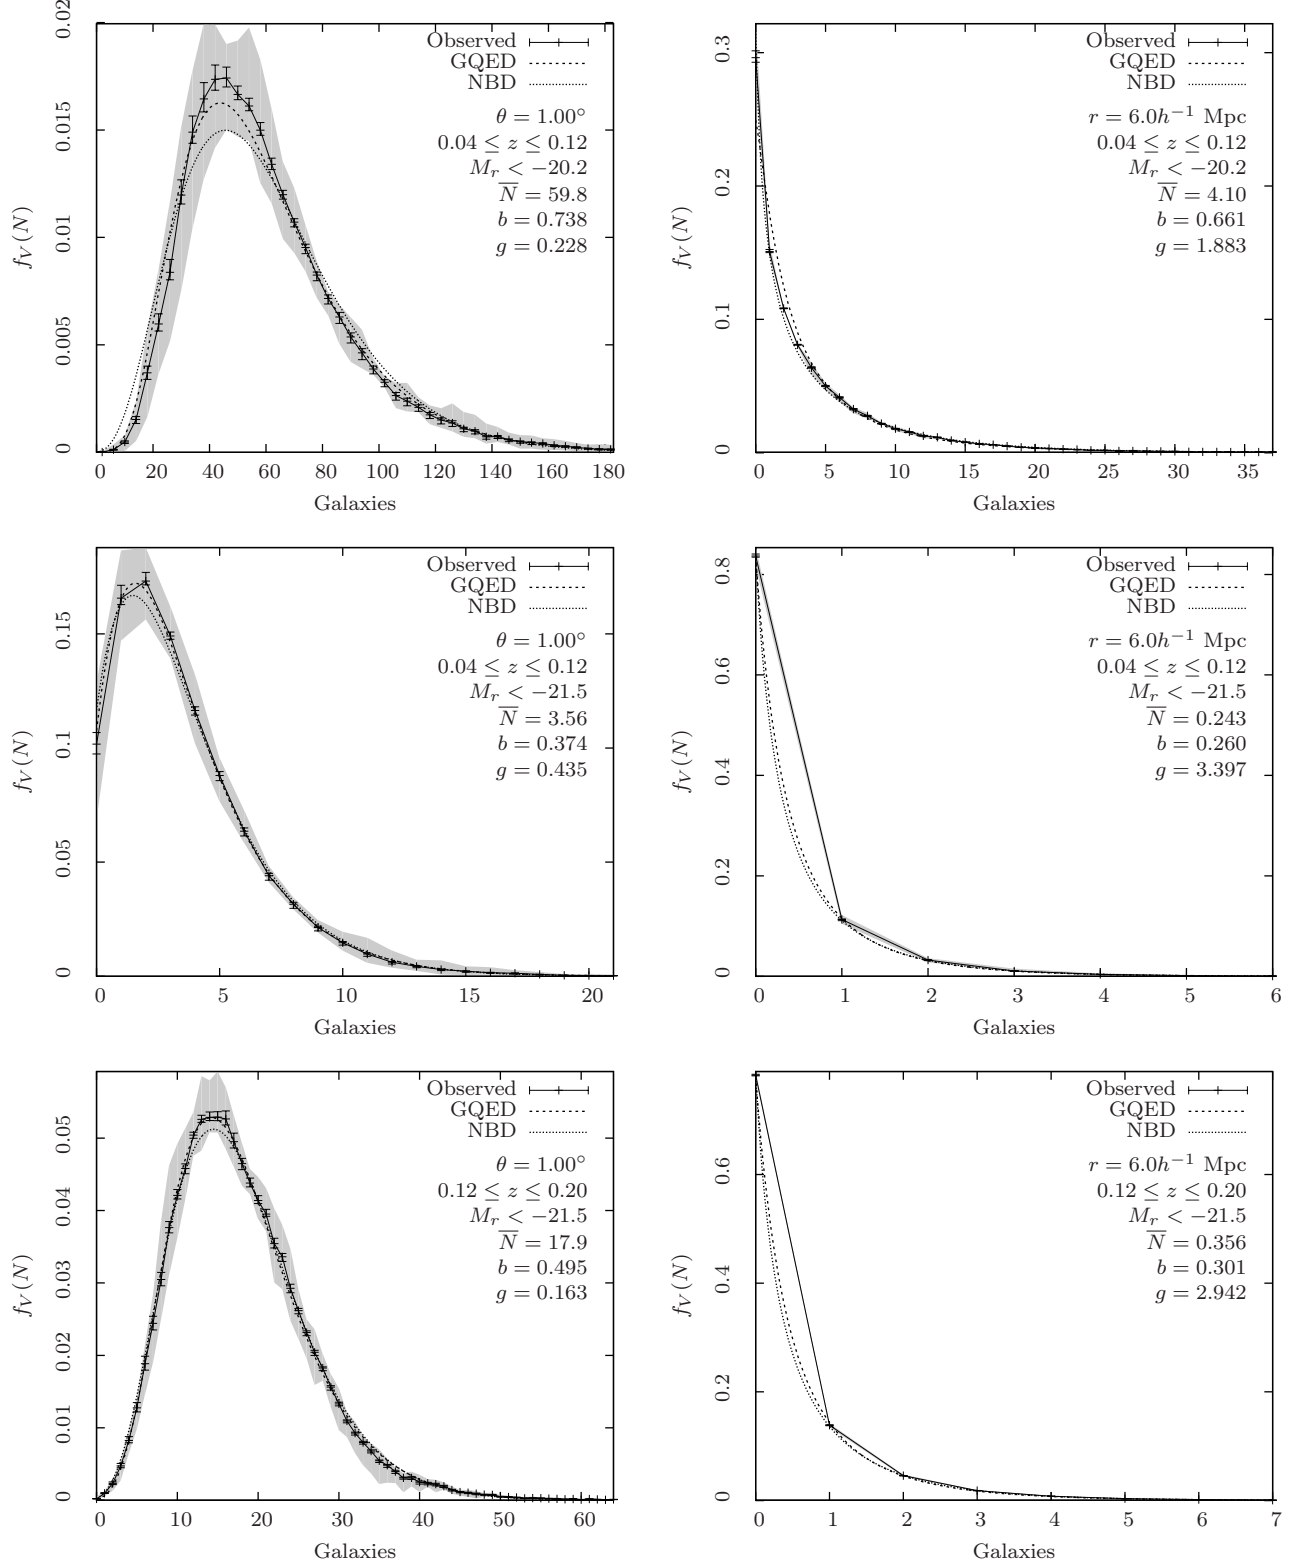 0.02
0.015
0.01
0.005
0
f_V(N)
Observed
GQED
NBD
θ = 1.00°
0.04 ≤ z ≤ 0.12
M_r < −20.2
N̅ = 59.8
b = 0.738
g = 0.228
20 40 60 80 100 120 140 160 180
Galaxies
0.3
0.2
0.1
0
f_V(N)
Observed
GQED
NBD
r = 6.0h⁻¹ Mpc
0.04 ≤ z ≤ 0.12
M_r < −20.2
N̅ = 4.10
b = 0.661
g = 1.883
0 5 10 15 20 25 30 35
Galaxies
0.15
0.1
0.05
0
f_V(N)
Observed
GQED
NBD
θ = 1.00°
0.04 ≤ z ≤ 0.12
M_r < −21.5
N̅ = 3.56
b = 0.374
g = 0.435
0 5 10 15 20
Galaxies
0.8
0.6
0.4
0.2
0
f_V(N)
Observed
GQED
NBD
r = 6.0h⁻¹ Mpc
0.04 ≤ z ≤ 0.12
M_r < −21.5
N̅ = 0.243
b = 0.260
g = 3.397
0 1 2 3 4 5 6
Galaxies
0.05
0.04
0.03
0.02
0.01
0
f_V(N)
Observed
GQED
NBD
θ = 1.00°
0.12 ≤ z ≤ 0.20
M_r < −21.5
N̅ = 17.9
b = 0.495
g = 0.163
0 10 20 30 40 50 60
Galaxies
0.6
0.4
0.2
0
f_V(N)
Observed
GQED
NBD
r = 6.0h⁻¹ Mpc
0.12 ≤ z ≤ 0.20
M_r < −21.5
N̅ = 0.356
b = 0.301
g = 2.942
0 1 2 3 4 5 6 7
Galaxies